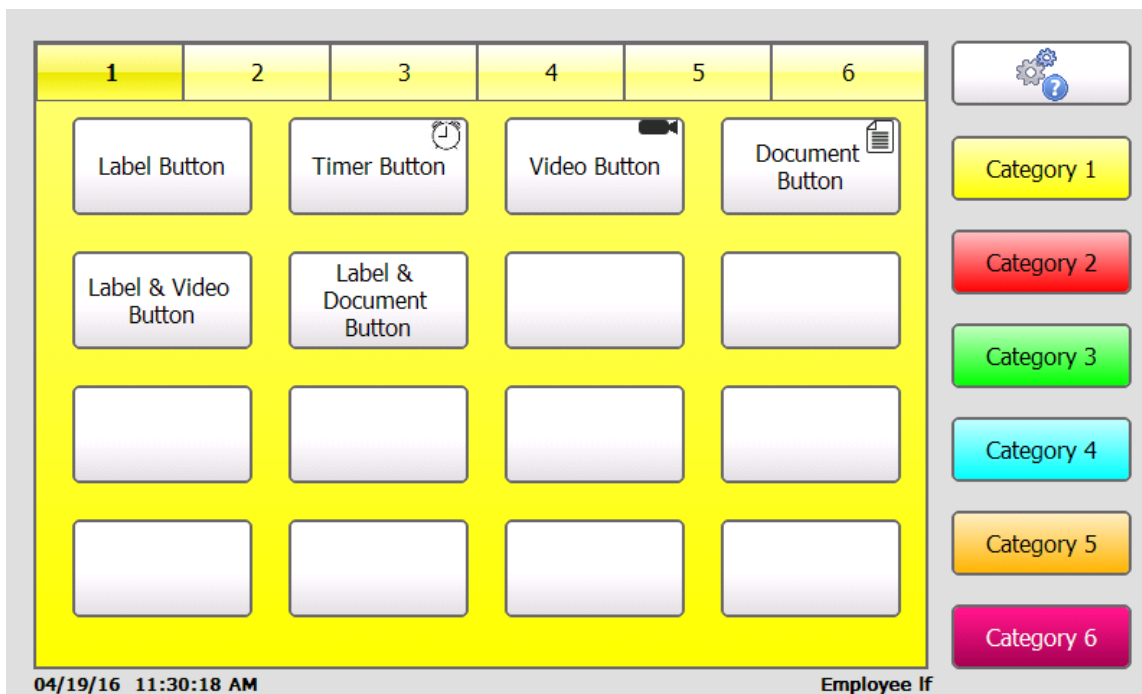 1 2 3 4 5 6
Label Button
Timer Button
Video Button
Document
Button
Label & Video
Button
Label &
Document
Button
?
Category 1
Category 2
Category 3
Category 4
Category 5
Category 6
04/19/16 11:30:18 AM
Employee If